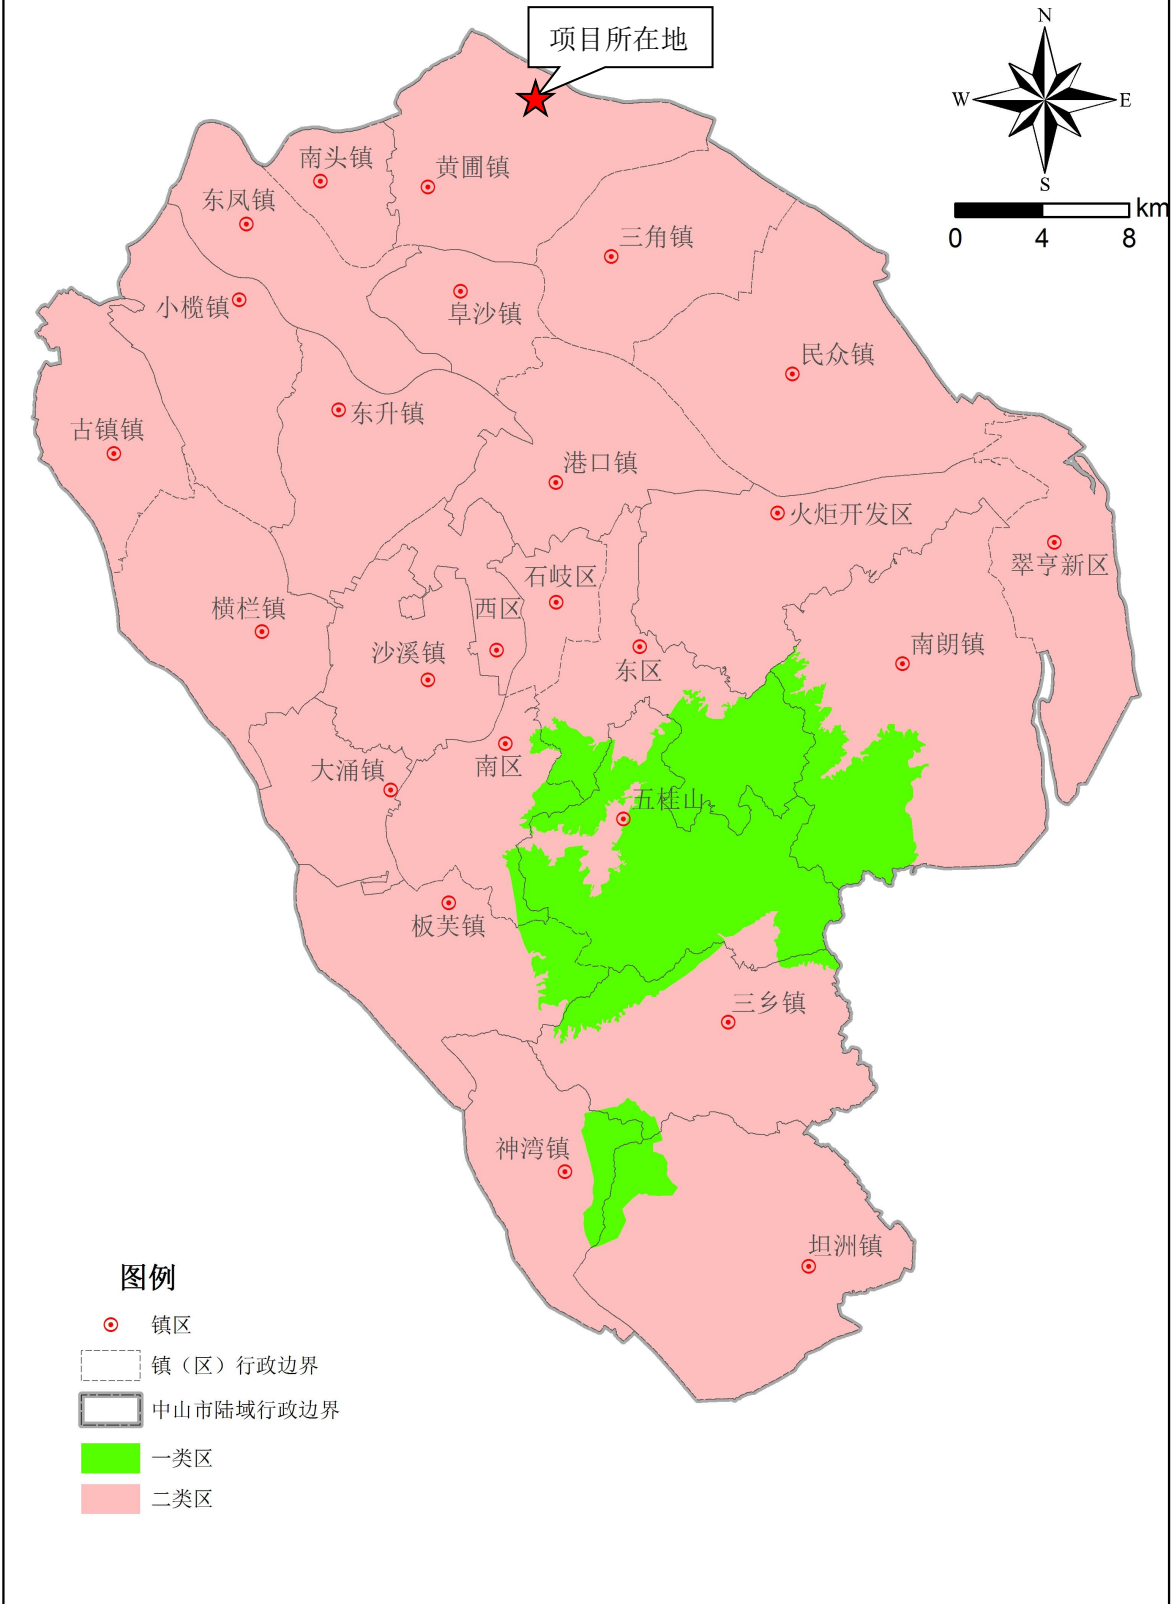 项目所在地
N
W
E
S
km
0
4
8
南头镇
黄圃镇
东凤镇
三角镇
小榄镇
阜沙镇
民众镇
东升镇
古镇镇
港口镇
火炬开发区
翠亨新区
石岐区
横栏镇
西区
沙溪镇
东区
南朗镇
南区
大涌镇
五桂山
板芙镇
三乡镇
神湾镇
坦洲镇
图例
镇区
镇（区）行政边界
中山市陆域行政边界
一类区
二类区